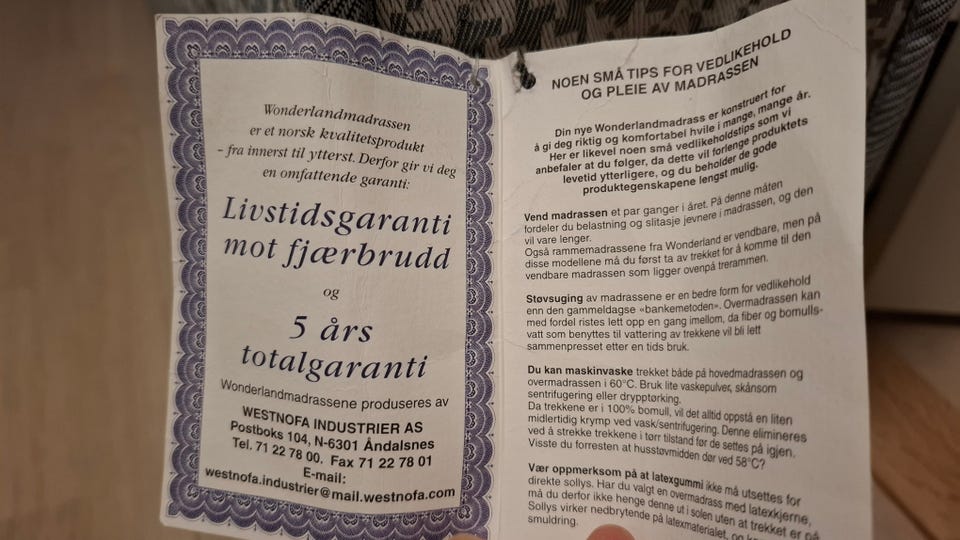 Wonderlandmadrassen
er et norsk kvalitetsprodukt
- fra innerst til ytterst. Derfor gir vi deg
en omfattende garanti:
Livstidsgaranti
mot fjærbrudd
og
5 års
totalgaranti
Wonderlandmadrassene produseres av
WESTNOFA INDUSTRIER AS
Postboks 104, N-6301 Åndalsnes
Tel. 71 22 78 00. Fax 71 22 78 01
E-mail:
westnofa.industrier@mail.westnofa.com
NOEN SMÅ TIPS FOR VEDLIKEHOLD
OG PLEIE AV MADRASSEN
Din nye Wonderlandmadrass er konstruert for
å gi deg riktig og komfortabel hvile i mange, mange år.
Her er likevel noen små vedlikeholdstips som vi
anbefaler at du følger, da dette vil forlenge produktets
levetid ytterligere, og du beholder de gode
produktegenskapene lengst mulig.
Vend madrassen et par ganger i året. På denne måten
fordeler du belastning og slitasje jevnere i madrassen, og den
vil vare lenger.
Også rammemadrassene fra Wonderland er vendbare, men på
disse modellene må du først ta av trekket for å komme til den
vendbare madrassen som ligger ovenpå trerammen.
Støvsuging av madrassene er en bedre form for vedlikehold
enn den gammeldagse «bankemetoden». Overmadrassen kan
med fordel ristes lett opp en gang imellom, da fiber og bomulls-
vatt som benyttes til vattering av trekkene vil bli lett
sammenpresset etter en tids bruk.
Du kan maskinvaske trekket både på hovedmadrassen og
overmadrassen i 60°C. Bruk lite vaskepulver, skånsom
sentrifugering eller drypptørking.
Da trekkene er i 100% bomull, vil det alltid oppstå en liten
midlertidig krymp ved vask/sentrifugering. Denne elimineres
ved å strekke trekkene i tørr tilstand før de settes på igjen.
Visste du forresten at husstøvmidden dør ved 58°C?
Vær oppmerksom på at latexgummi ikke må utsettes for
direkte sollys. Har du valgt en overmadrass med latexkjerne,
må du derfor ikke henge denne ut i solen uten at trekket er på
Sollys virker nedbrytende på latexmaterialet, og
smuldring.